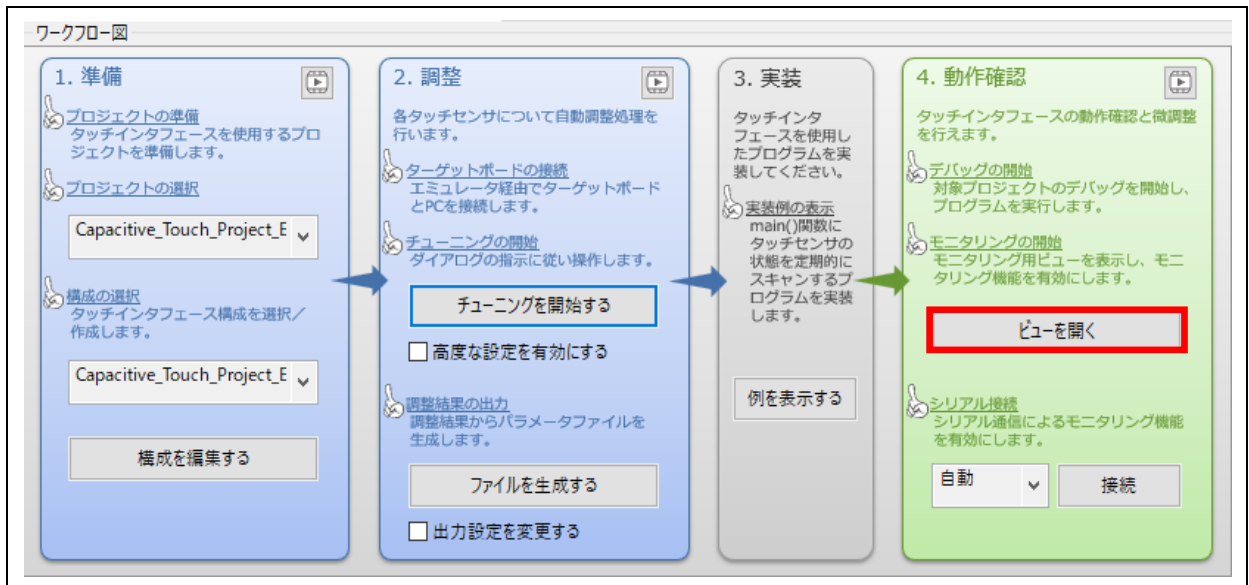 ワークフロー図
1. 準備
プロジェクトの準備
タッチインタフェースを使用するプロ
ジェクトを準備します。
プロジェクトの選択
Capacitive_Touch_Project_E
構成の選択
タッチインタフェース構成を選択／
作成します。
Capacitive_Touch_Project_E
構成を編集する
2. 調整
各タッチセンサについて自動調整処理を
行います。
ターゲットボードの接続
エミュレータ経由でターゲットボード
とPCを接続します。
チューニングの開始
ダイアログの指示に従い操作します。
チューニングを開始する
高度な設定を有効にする
調整結果の出力
調整結果からパラメータファイルを
生成します。
ファイルを生成する
出力設定を変更する
3. 実装
タッチインタ
フェースを使用し
たプログラムを実
装してください。
実装例の表示
main()関数に
タッチセンサの
状態を定期的に
スキャンするプ
ログラムを実装
します。
例を表示する
4. 動作確認
タッチインタフェースの動作確認と微調整
を行えます。
デバッグの開始
対象プロジェクトのデバッグを開始し、
プログラムを実行します。
モニタリングの開始
モニタリング用ビューを表示し、モニ
タリング機能を有効にします。
ビューを開く
シリアル接続
シリアル通信によるモニタリング機能
を有効にします。
自動
接続